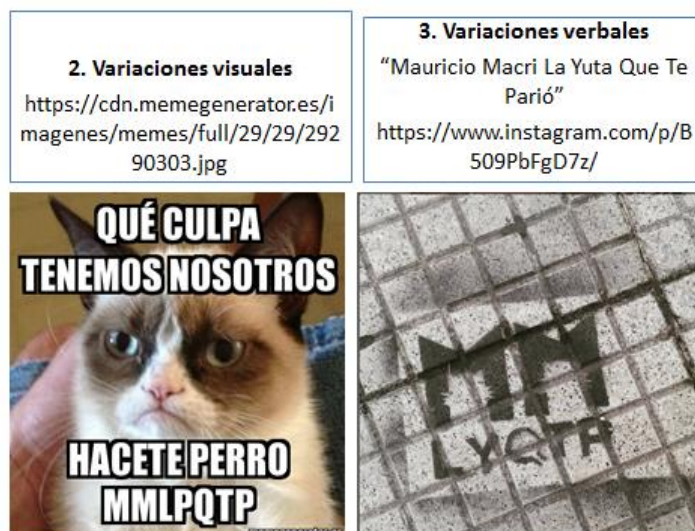 2. Variaciones visuales
https://cdn.memegenerator.es/i
magenes/memes/full/29/29/292
90303.jpg
3. Variaciones verbales
“Mauricio Macri La Yuta Que Te
Parió”
https://www.instagram.com/p/B
509PbFgD7z/
QUÉ CULPA
TENEMOS NOSOTROS
HACETE PERRO
MMLPQTP
MM
LYQTP